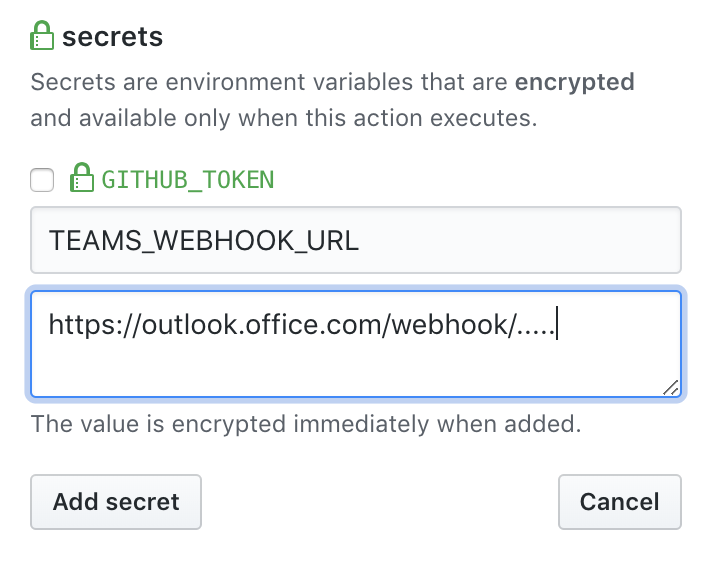 secrets
Secrets are environment variables that are encrypted
and available only when this action executes.
GITHUB_TOKEN
TEAMS_WEBHOOK_URL
https://outlook.office.com/webhook/.....
The value is encrypted immediately when added.
Add secret
Cancel